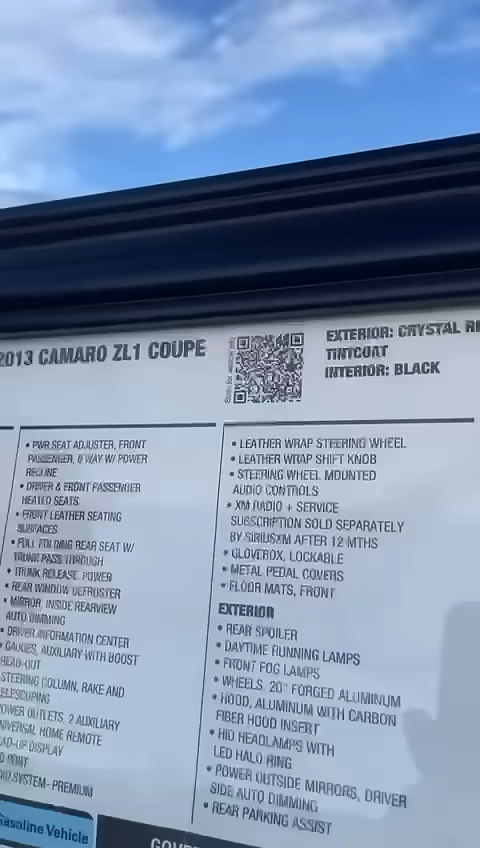 2013 CAMARO ZL1 COUPE
EXTERIOR: CRYSTAL
TINTCOAT
INTERIOR: BLACK
• PWR SEAT ADJUSTER, FRONT
PASSENGER, 6 WAY W/ POWER
RECLINE
• DRIVER & FRONT PASSENGER
HEATED SEATS
• FRONT LEATHER SEATING
SURFACES
• FULL FOLDING REAR SEAT W/
TRUNK PASS THROUGH
• TRUNK RELEASE, POWER
• REAR WINDOW DEFROSTER
• MIRROR, INSIDE REARVIEW
AUTO DIMMING
• DRIVER INFORMATION CENTER
• GAUGES, AUXILIARY WITH BOOST
READ-OUT
STEERING COLUMN, RAKE AND
TELESCOPING
POWER OUTLETS, 2 AUXILIARY
UNIVERSAL HOME REMOTE
HEAD-UP DISPLAY
SYSTEM - PREMIUM
• LEATHER WRAP STEERING WHEEL
• LEATHER WRAP SHIFT KNOB
• STEERING WHEEL MOUNTED
AUDIO CONTROLS
• XM RADIO + SERVICE
SUBSCRIPTION SOLD SEPARATELY
BY SIRIUSXM AFTER 12 MTHS
• GLOVEBOX, LOCKABLE
• METAL PEDAL COVERS
• FLOOR MATS, FRONT
EXTERIOR
• REAR SPOILER
• DAYTIME RUNNING LAMPS
• FRONT FOG LAMPS
• WHEELS, 20" FORGED ALUMINUM
• HOOD, ALUMINUM WITH CARBON
FIBER HOOD INSERT
• HID HEADLAMPS WITH
LED HALO RING
• POWER OUTSIDE MIRRORS, DRIVER
SIDE AUTO DIMMING
• REAR PARKING ASSIST
Gasoline Vehicle